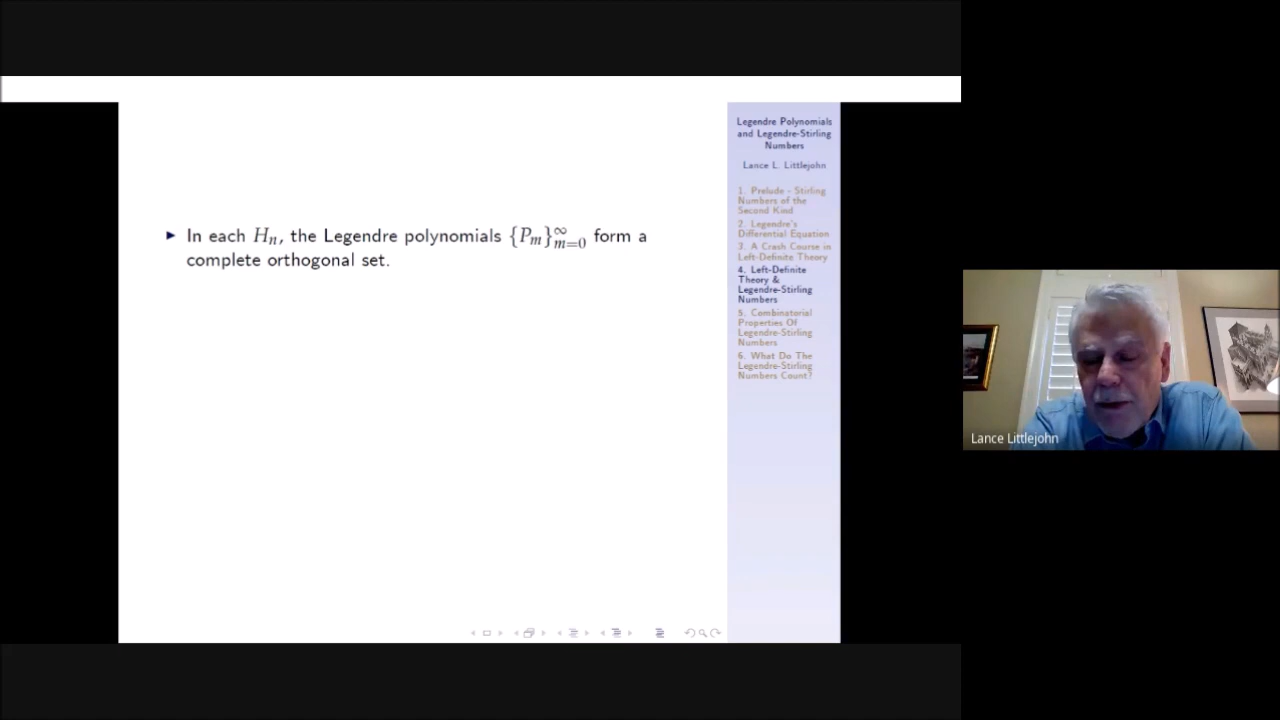 ▶ In each Hₙ, the Legendre polynomials {Pₘ}∞ₘ₌₀ form a
complete orthogonal set.
Legendre Polynomials
and Legendre-Stirling
Numbers
Lance L. Littlejohn
1. Prelude - Stirling
Numbers of the
Second Kind
2. Legendre's
Differential Equation
3. A Crash Course in
Left-Definite Theory
4. Left-Definite
Theory &
Legendre-Stirling
Numbers
5. Combinatorial
Properties Of
Legendre-Stirling
Numbers
6. What Do The
Legendre-Stirling
Numbers Count?
Lance Littlejohn